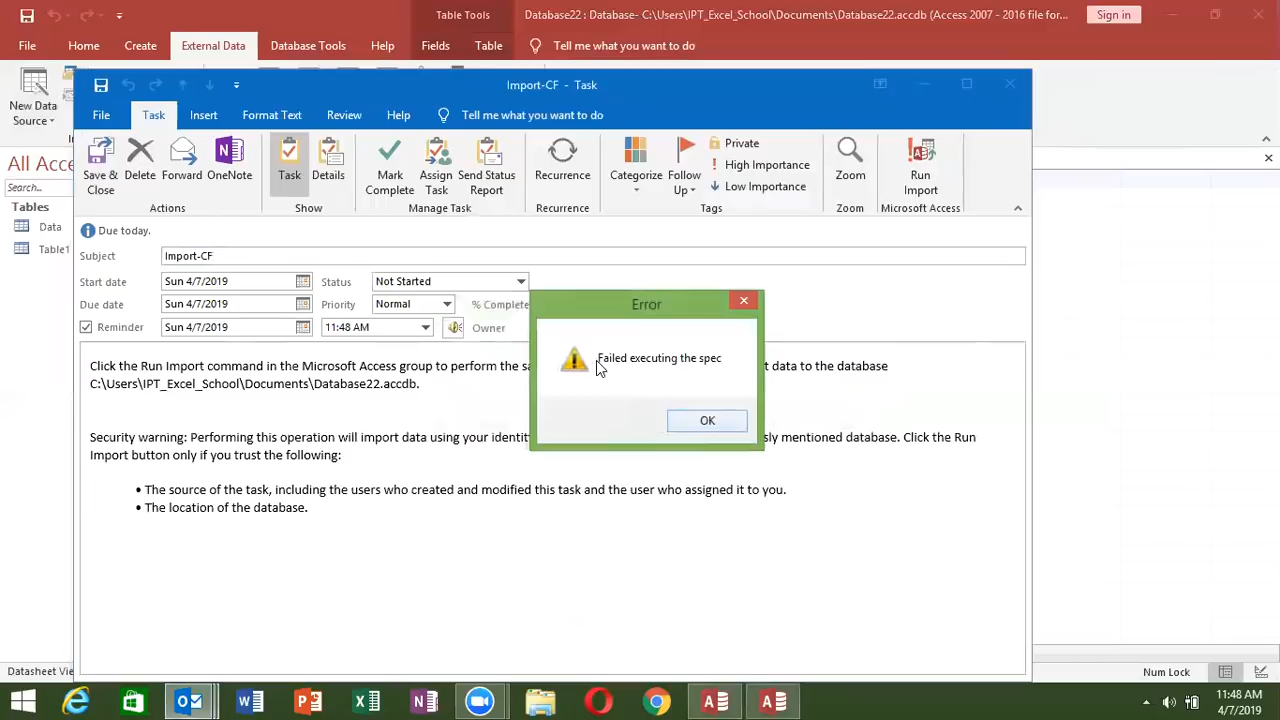 Table Tools
Database22 : Database- C:\Users\IPT_Excel_School\Documents\Database22.accdb (Access 2007 - 2016 file for...
Sign in
File Home Create External Data Database Tools Help Fields Table Tell me what you want to do
New Data
Source
Import-CF - Task
File Task Insert Format Text Review Help Tell me what you want to do
Save &
Close
Delete Forward OneNote
Task Details
Mark
Complete
Assign
Task
Send Status
Report
Recurrence
Categorize
Follow
Up
Private
High Importance
Low Importance
Zoom
Run
Import
Actions Show Manage Task Recurrence Tags Zoom Microsoft Access
All Ac
Search...
Tables
Data
Table1
Due today.
Subject Import-CF
Start date Sun 4/7/2019 Status Not Started
Due date Sun 4/7/2019 Priority Normal % Complete
Reminder Sun 4/7/2019 11:48 AM Owner
Error
Failed executing the spec
OK
Click the Run Import command in the Microsoft Access group to perform the sa t data to the database
C:\Users\IPT_Excel_School\Documents\Database22.accdb.
Security warning: Performing this operation will import data using your identit sly mentioned database. Click the Run
Import button only if you trust the following:
• The source of the task, including the users who created and modified this task and the user who assigned it to you.
• The location of the database.
Datasheet Vie
Num Lock
11:48 AM
4/7/2019